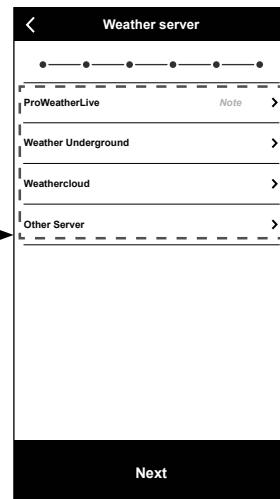 Weather server
ProWeatherLive Note
Weather Underground
Weathercloud
Other Server
Next